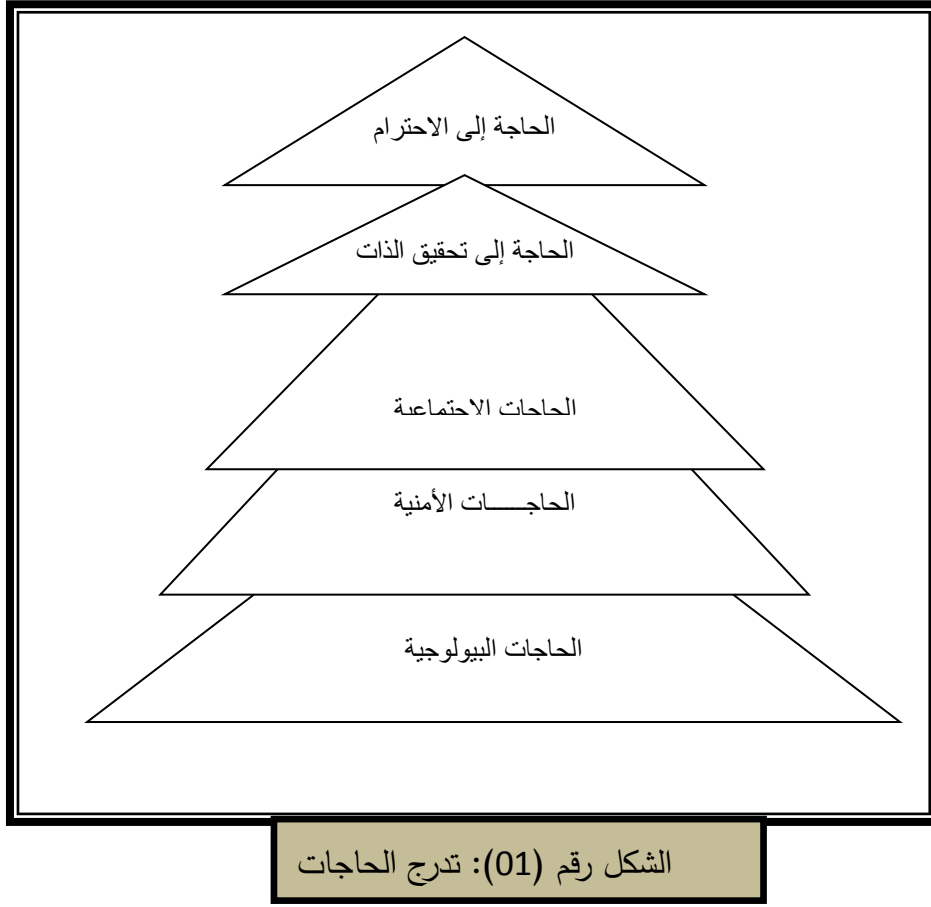 الحاجة إلى الاحترام
الحاجة إلى تحقيق الذات
الحاجات الاجتماعية
الحاجـــــات الأمنية
الحاجات البيولوجية
الشكل رقم (01): تدرج الحاجات